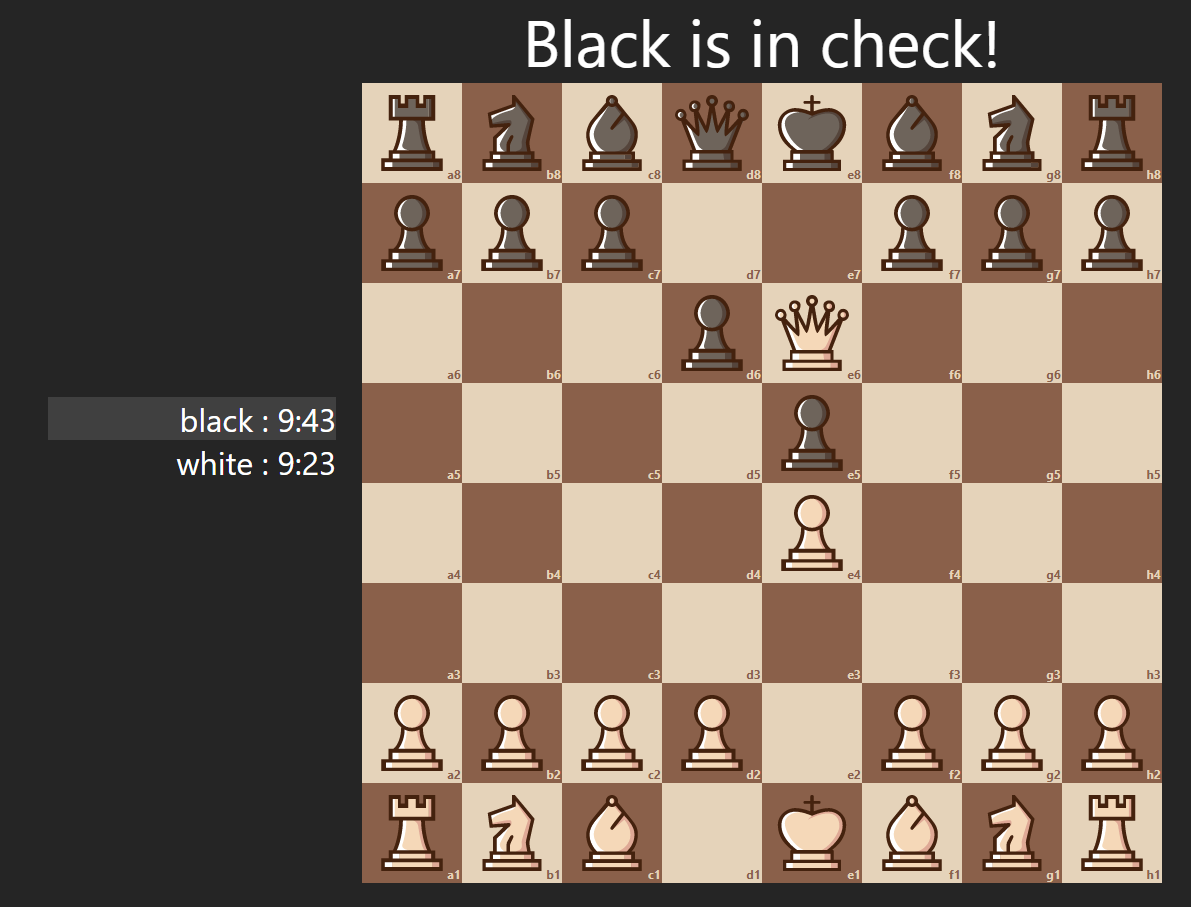 Black is in check!
black : 9:43
white : 9:23
a8 b8 c8 d8 e8 f8 g8 h8
a7 b7 c7 d7 e7 f7 g7 h7
a6 b6 c6 d6 e6 f6 g6 h6
a5 b5 c5 d5 e5 f5 g5 h5
a4 b4 c4 d4 e4 f4 g4 h4
a3 b3 c3 d3 e3 f3 g3 h3
a2 b2 c2 d2 e2 f2 g2 h2
a1 b1 c1 d1 e1 f1 g1 h1